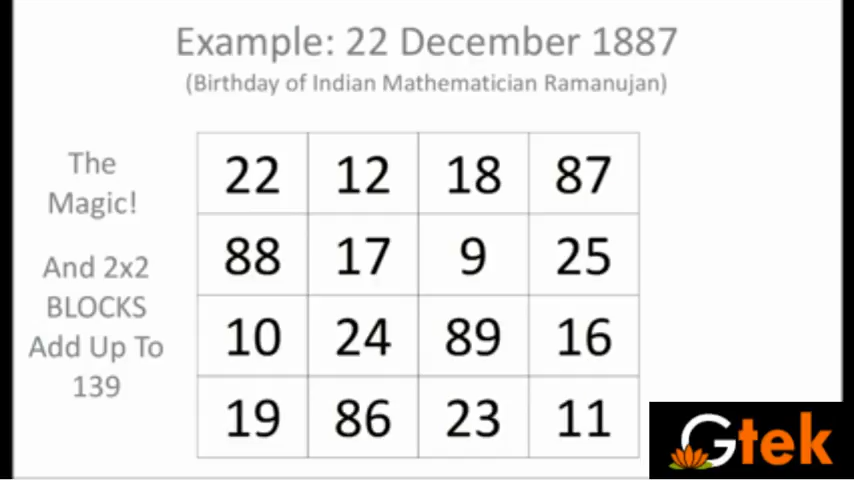 Example: 22 December 1887
(Birthday of Indian Mathematician Ramanujan)
The
Magic!
And 2x2
BLOCKS
Add Up To
139
22 12 18 87
88 17 9 25
10 24 89 16
19 86 23 11
Gtek